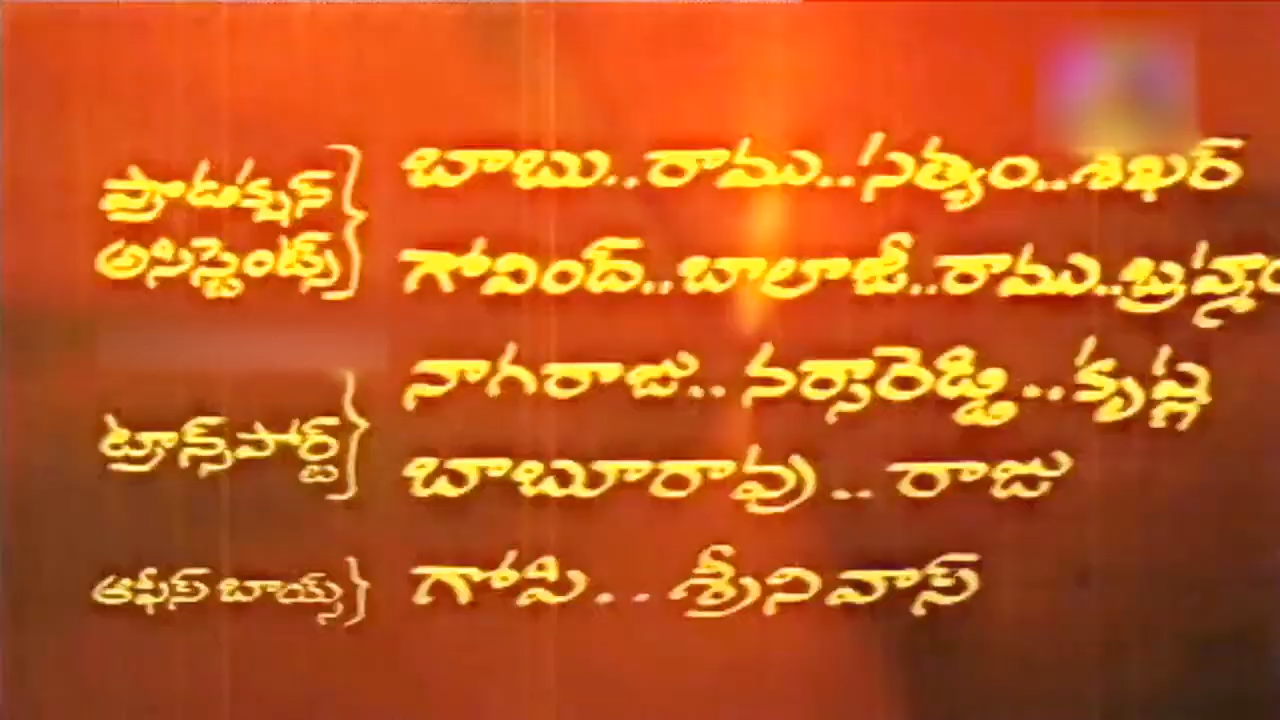 ప్రొడక్షన్ అసిస్టెంట్స్ } బాబు..రాము..సత్యం..శిఖర్
గోవింద్..బాలాజీ..రాము..
ట్రాన్స్‌పోర్ట్ } నాగరాజు.. నర్సారెడ్డి..కృష్ణ
బాబూరావు .. రాజు
ఆఫీస్ బాయ్స్} గోపి.. శ్రీనివాస్